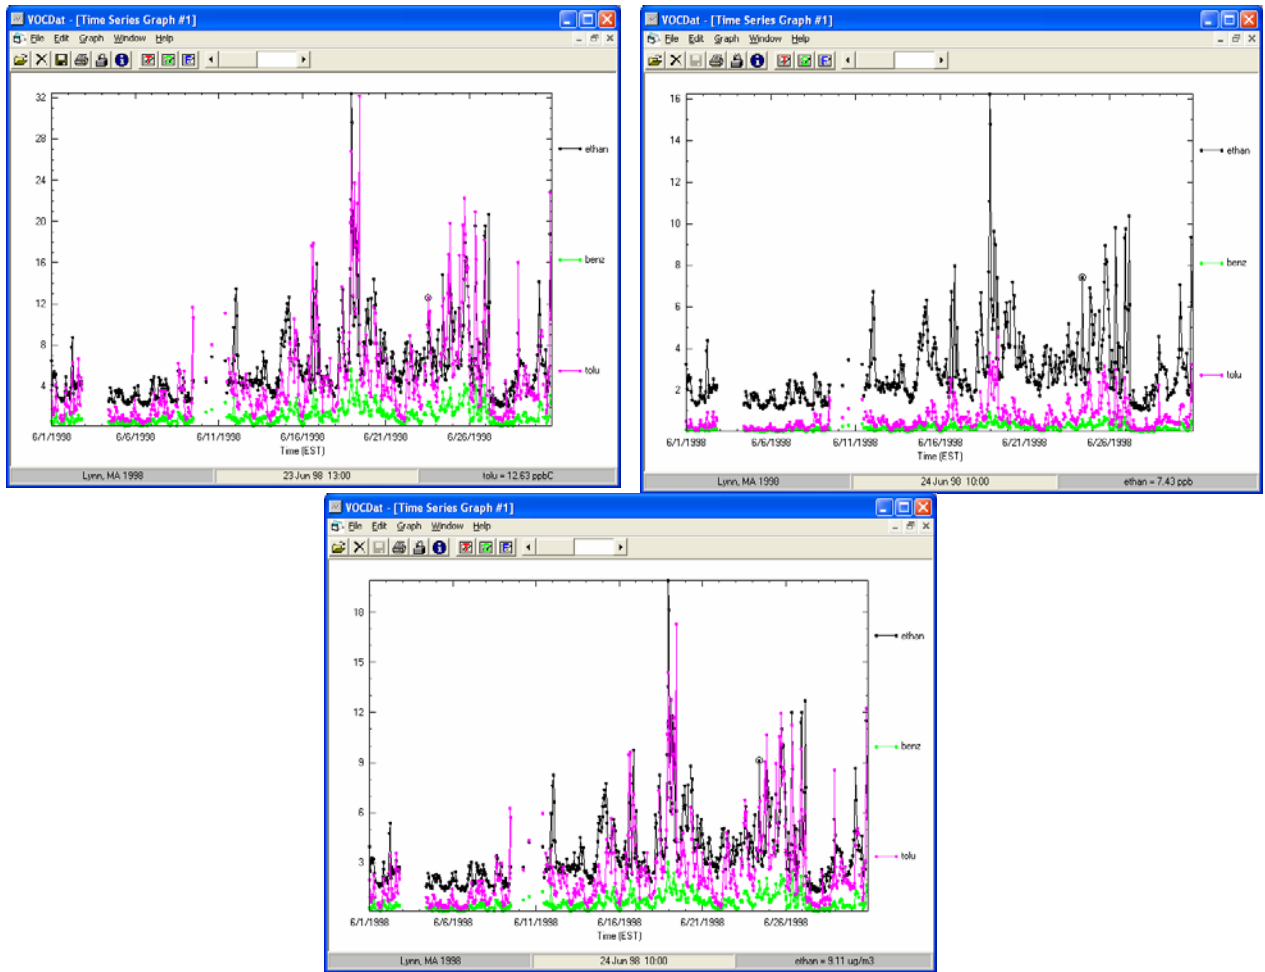 VOCDat - [Time Series Graph #1]
File Edit Graph Window Help
32
28
24
20
16
12
8
4
ethan
benz
tolu
6/1/1998 6/6/1998 6/11/1998 6/16/1998 6/21/1998 6/26/1998
Time (EST)
Lynn, MA 1998 23 Jun 98 13:00 tolu = 12.63 ppbC
VOCDat - [Time Series Graph #1]
File Edit Graph Window Help
16
14
12
10
8
6
4
2
ethan
benz
tolu
6/1/1998 6/6/1998 6/11/1998 6/16/1998 6/21/1998 6/26/1998
Time (EST)
Lynn, MA 1998 24 Jun 98 10:00 ethan = 7.43 ppb
VOCDat - [Time Series Graph #1]
File Edit Graph Window Help
18
15
12
9
6
3
ethan
benz
tolu
6/1/1998 6/6/1998 6/11/1998 6/16/1998 6/21/1998 6/26/1998
Time (EST)
Lynn, MA 1998 24 Jun 98 10:00 ethan = 9.11 ug/m3